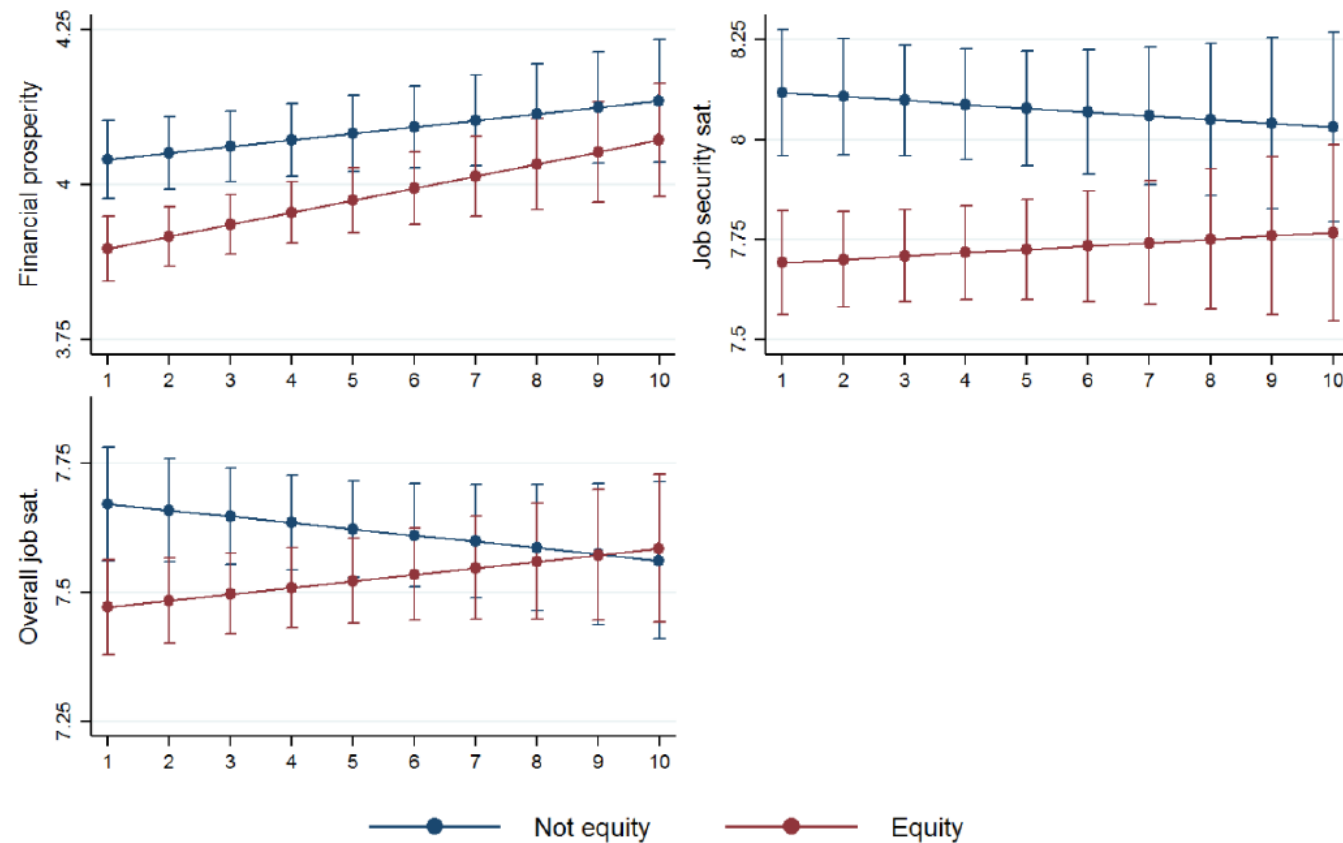 Financial prosperity
4.25
4
3.75
1 2 3 4 5 6 7 8 9 10
Job security sat.
8.25
8
7.75
7.5
1 2 3 4 5 6 7 8 9 10
Overall job sat.
7.75
7.5
7.25
1 2 3 4 5 6 7 8 9 10
Not equity Equity